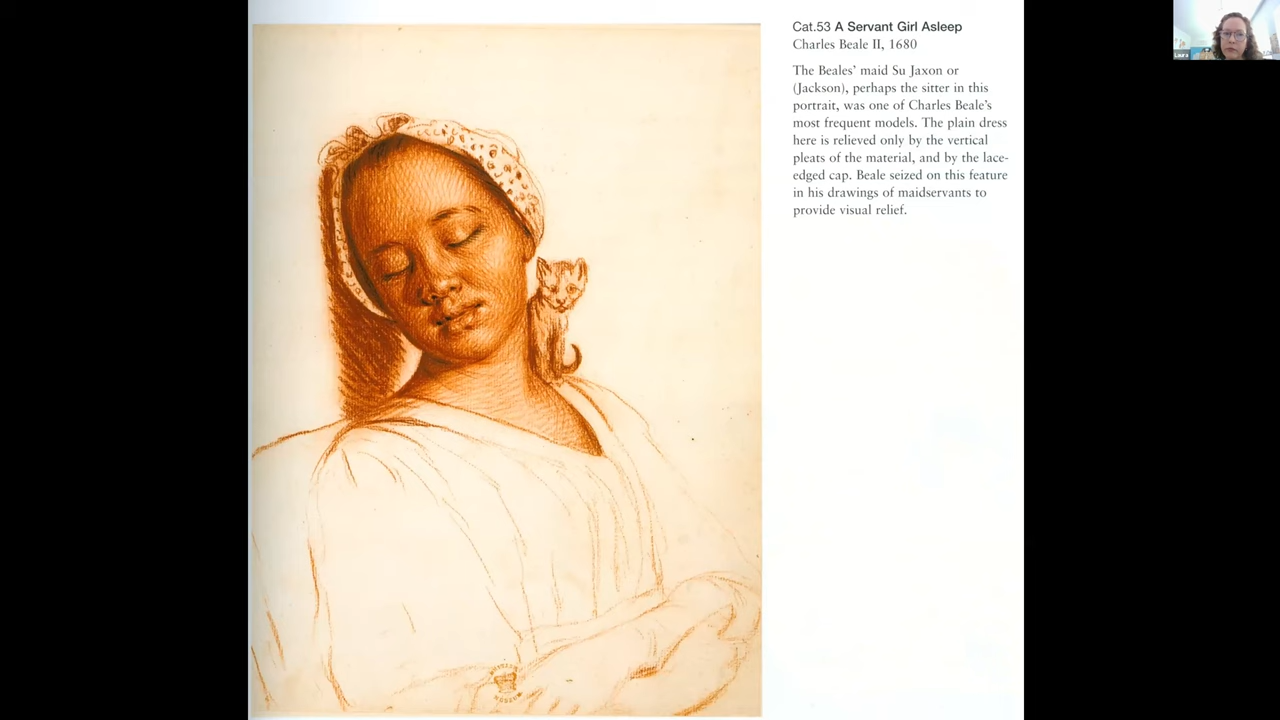 Cat.53 A Servant Girl Asleep
Charles Beale II, 1680
The Beales’ maid Su Jaxon or
(Jackson), perhaps the sitter in this
portrait, was one of Charles Beale’s
most frequent models. The plain dress
here is relieved only by the vertical
pleats of the material, and by the lace-
edged cap. Beale seized on this feature
in his drawings of maidservants to
provide visual relief.
Laura
MUSEUM